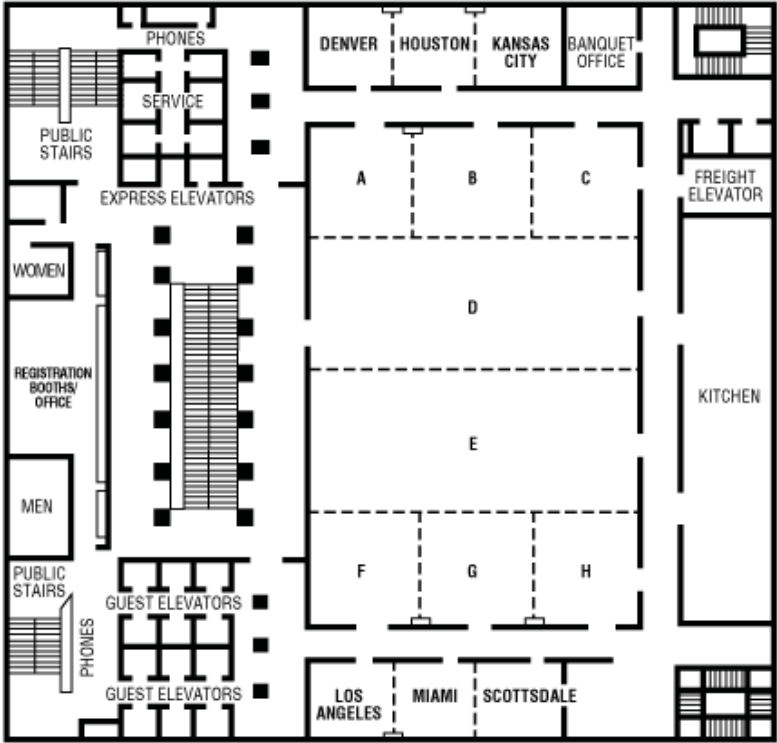 PHONES
DENVER
HOUSTON
KANSAS
CITY
BANQUET
OFFICE
SERVICE
PUBLIC
STAIRS
A
B
C
FREIGHT
ELEVATOR
EXPRESS ELEVATORS
WOMEN
D
REGISTRATION
BOOTHS/
OFFICE
KITCHEN
E
MEN
F
G
H
PUBLIC
STAIRS
GUEST ELEVATORS
PHONES
GUEST ELEVATORS
LOS
ANGELES
MIAMI
SCOTTSDALE